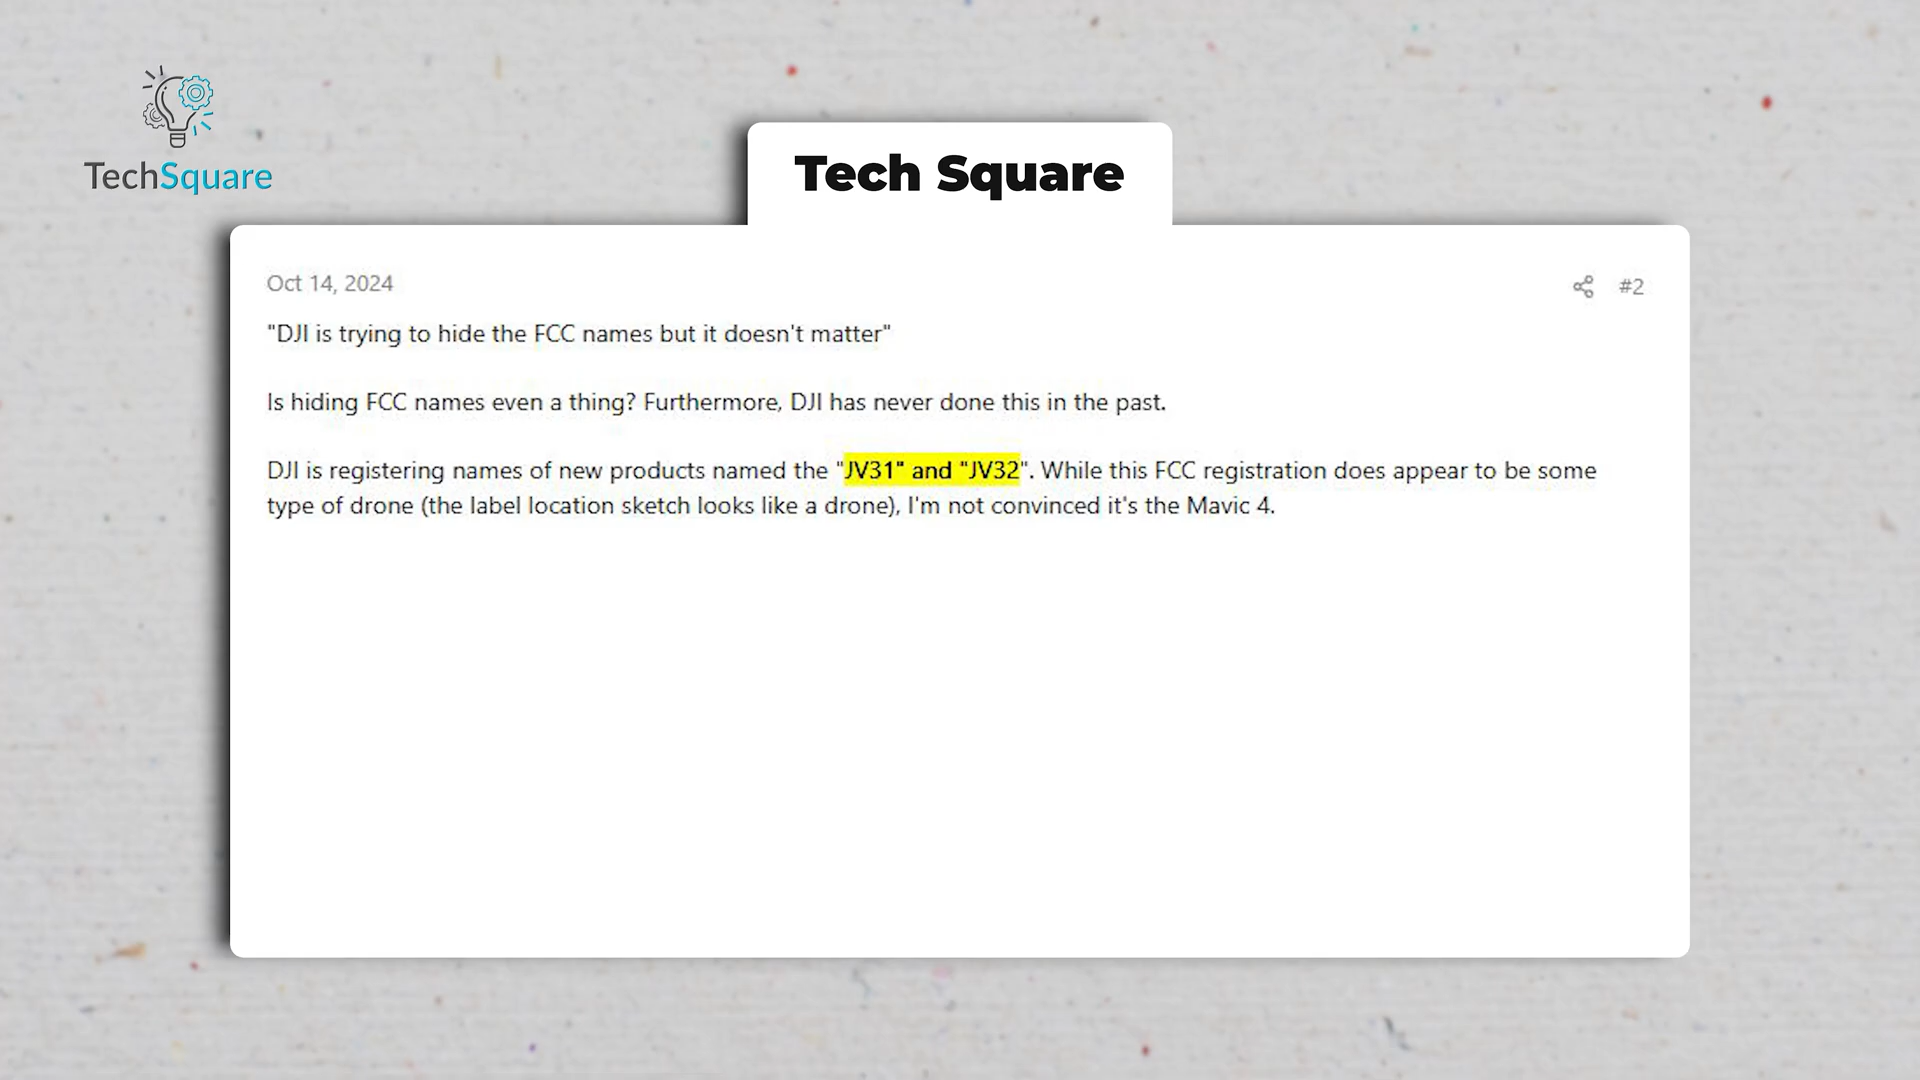 TechSquare
Tech Square
Oct 14, 2024
#2
"DJI is trying to hide the FCC names but it doesn't matter"
Is hiding FCC names even a thing? Furthermore, DJI has never done this in the past.
DJI is registering names of new products named the "JV31" and "JV32". While this FCC registration does appear to be some
type of drone (the label location sketch looks like a drone), I'm not convinced it's the Mavic 4.